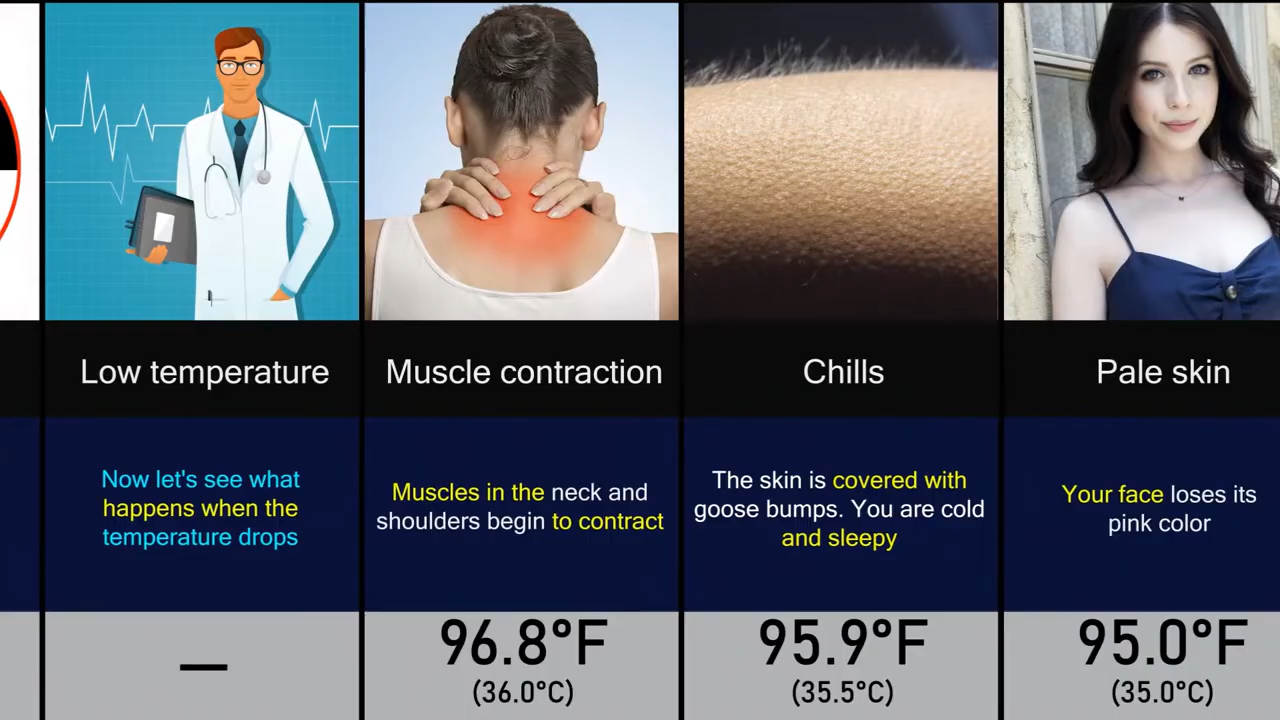 Low temperature
Now let's see what
happens when the
temperature drops
—
Muscle contraction
Muscles in the neck and
shoulders begin to contract
96.8°F
(36.0°C)
Chills
The skin is covered with
goose bumps. You are cold
and sleepy
95.9°F
(35.5°C)
Pale skin
Your face loses its
pink color
95.0°F
(35.0°C)